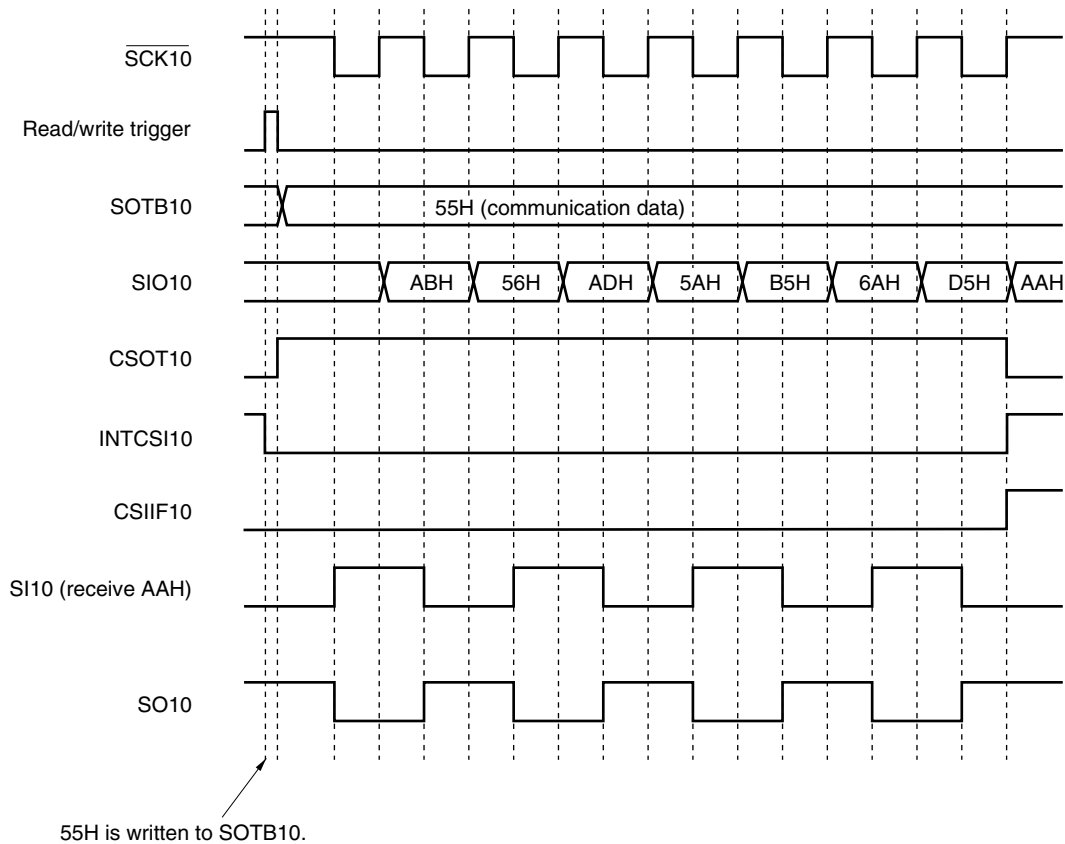 SCK10
Read/write trigger
SOTB10
55H (communication data)
SIO10
ABH 56H ADH 5AH B5H 6AH D5H AAH
CSOT10
INTCSI10
CSIIF10
SI10 (receive AAH)
SO10
55H is written to SOTB10.